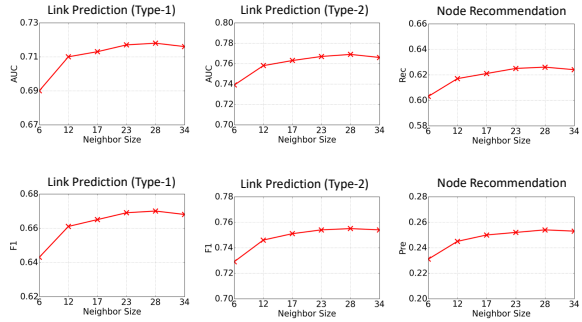 Link Prediction (Type-1)
0.73
0.71
0.69
0.67
AUC
6 12 17 23 28 34
Neighbor Size
Link Prediction (Type-2)
0.80
0.78
0.76
0.74
0.72
0.70
AUC
6 12 17 23 28 34
Neighbor Size
Node Recommendation
0.66
0.64
0.62
0.60
0.58
Rec
6 12 17 23 28 34
Neighbor Size
Link Prediction (Type-1)
0.68
0.66
0.64
0.62
F1
6 12 17 23 28 34
Neighbor Size
Link Prediction (Type-2)
0.78
0.76
0.74
0.72
0.70
F1
6 12 17 23 28 34
Neighbor Size
Node Recommendation
0.28
0.26
0.24
0.22
0.20
Pre
6 12 17 23 28 34
Neighbor Size